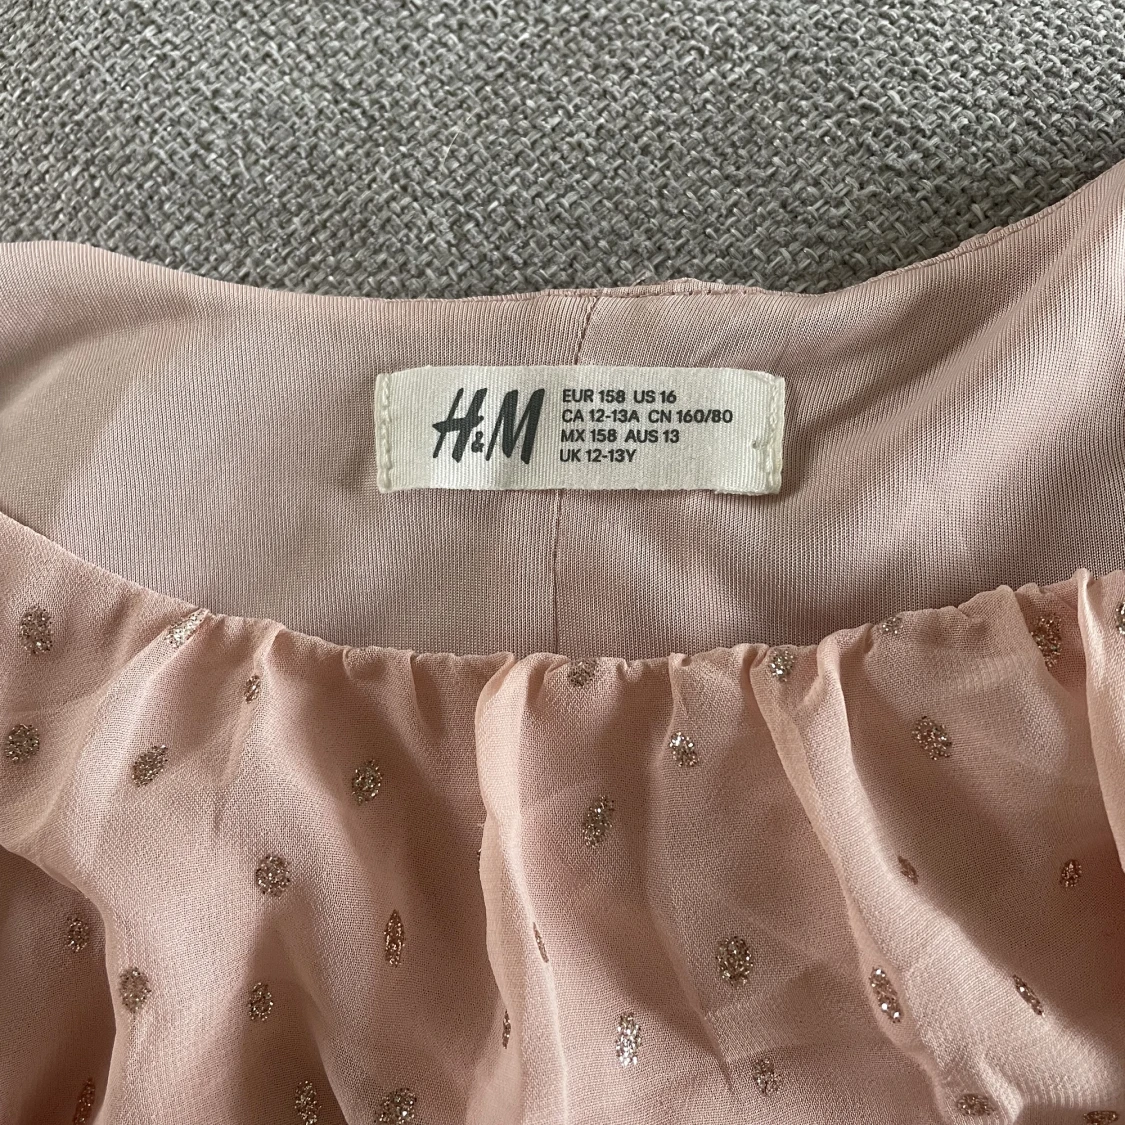 H&M
EUR 158 US 16
CA 12-13A CN 160/80
MX 158 AUS 13
UK 12-13Y